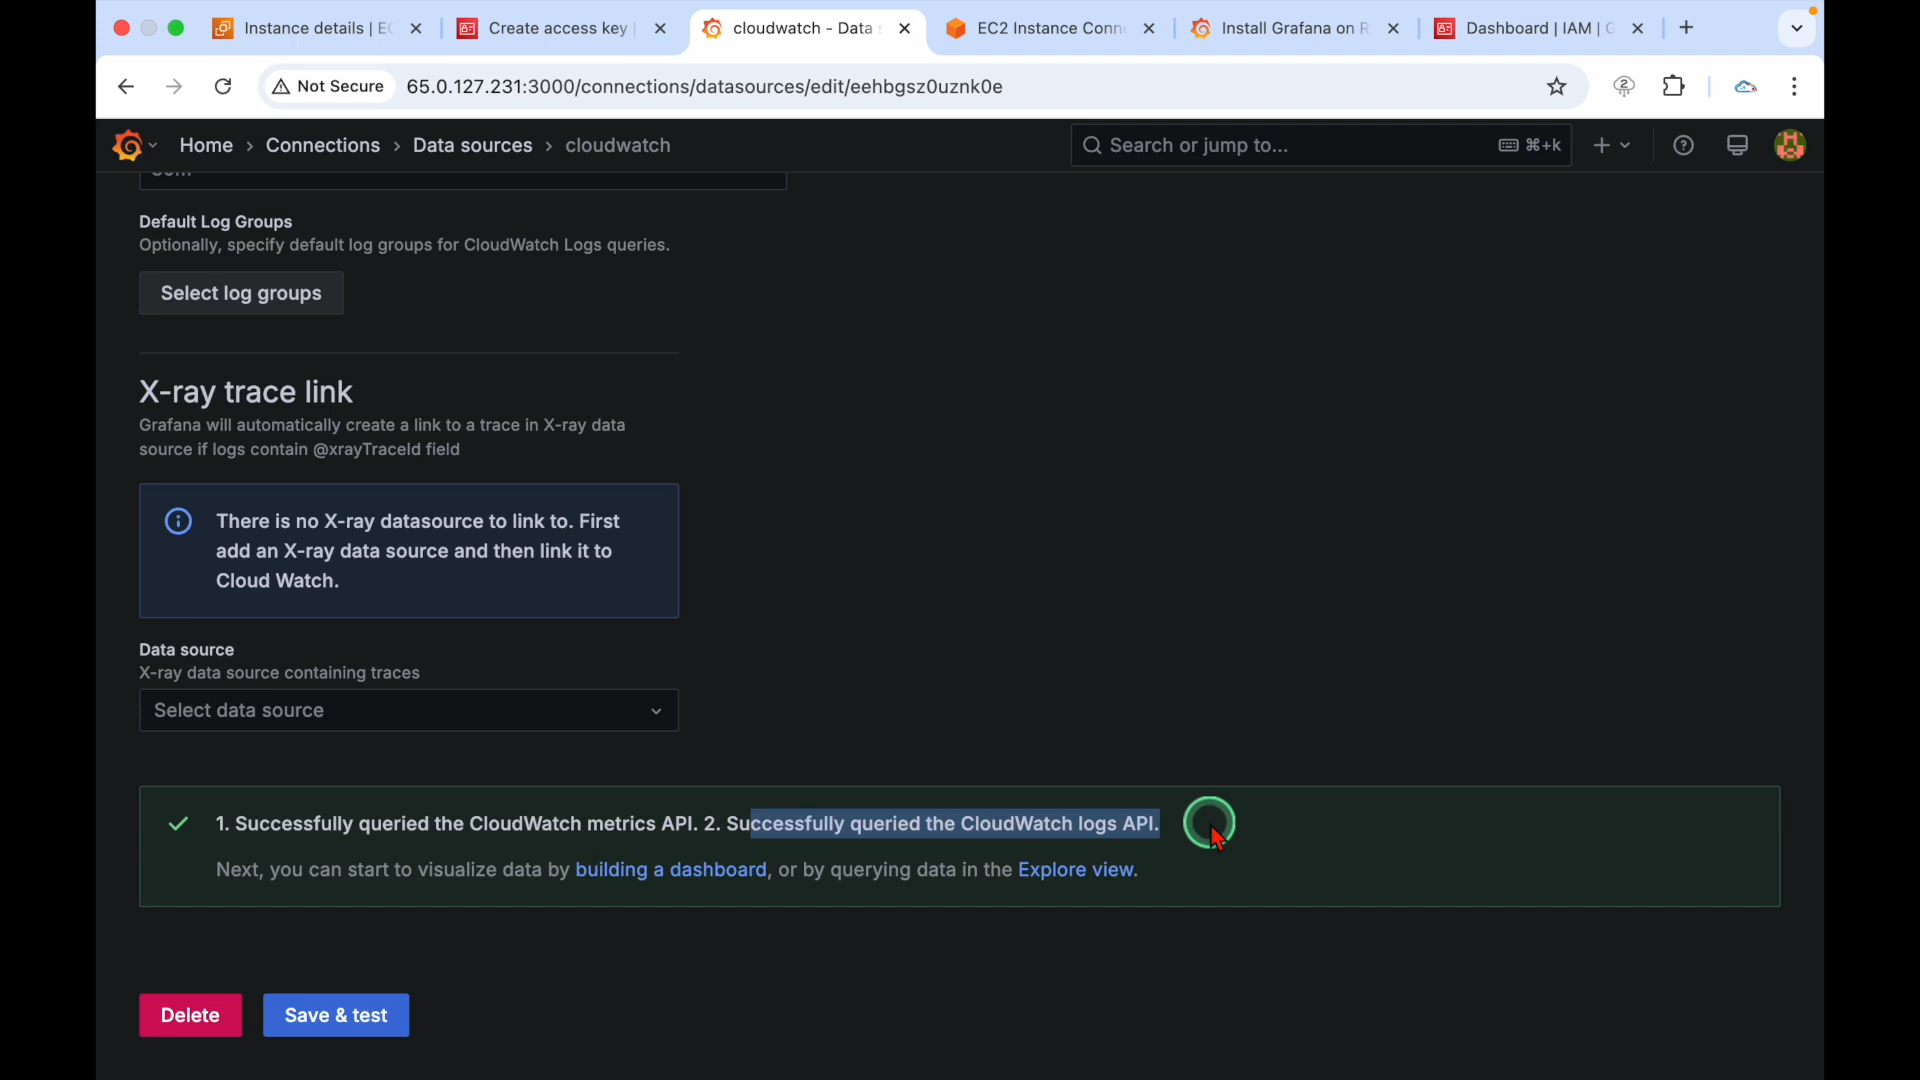 Instance details | EC
Create access key |
cloudwatch - Data s
EC2 Instance Conn
Install Grafana on R
Dashboard | IAM | G
Not Secure
65.0.127.231:3000/connections/datasources/edit/eehbgsz0uznk0e
2
Home › Connections › Data sources › cloudwatch
Search or jump to...
⌘+k
Default Log Groups
Optionally, specify default log groups for CloudWatch Logs queries.
Select log groups
X-ray trace link
Grafana will automatically create a link to a trace in X-ray data
source if logs contain @xrayTraceId field
There is no X-ray datasource to link to. First
add an X-ray data source and then link it to
Cloud Watch.
Data source
X-ray data source containing traces
Select data source
1. Successfully queried the CloudWatch metrics API. 2. Successfully queried the CloudWatch logs API.
Next, you can start to visualize data by building a dashboard, or by querying data in the Explore view.
Delete
Save & test